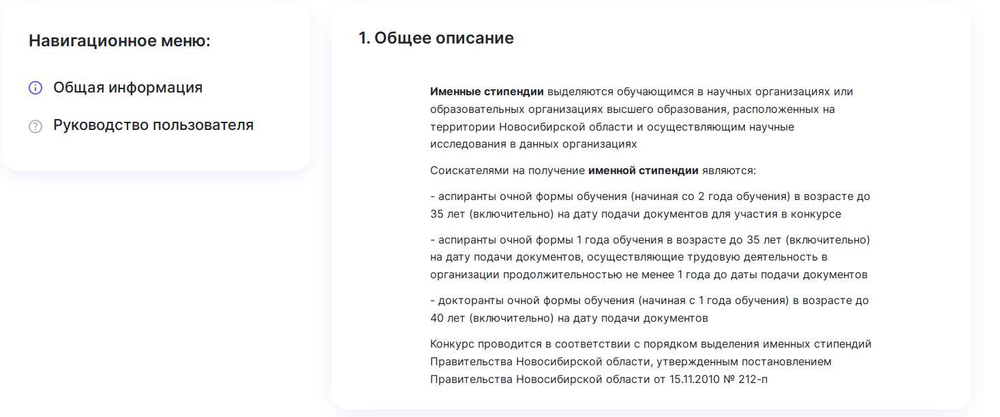 Навигационное меню:
Общая информация
Руководство пользователя
1. Общее описание
Именные стипендии выделяются обучающимся в научных организациях или
образовательных организациях высшего образования, расположенных на
территории Новосибирской области и осуществляющим научные
исследования в данных организациях
Соискателями на получение именной стипендии являются:
- аспиранты очной формы обучения (начиная со 2 года обучения) в возрасте до
35 лет (включительно) на дату подачи документов для участия в конкурсе
- аспиранты очной формы 1 года обучения в возрасте до 35 лет (включительно)
на дату подачи документов, осуществляющие трудовую деятельность в
организации продолжительностью не менее 1 года до даты подачи документов
- докторанты очной формы обучения (начиная с 1 года обучения) в возрасте до
40 лет (включительно) на дату подачи документов
Конкурс проводится в соответствии с порядком выделения именных стипендий
Правительства Новосибирской области, утвержденным постановлением
Правительства Новосибирской области от 15.11.2010 № 212-п